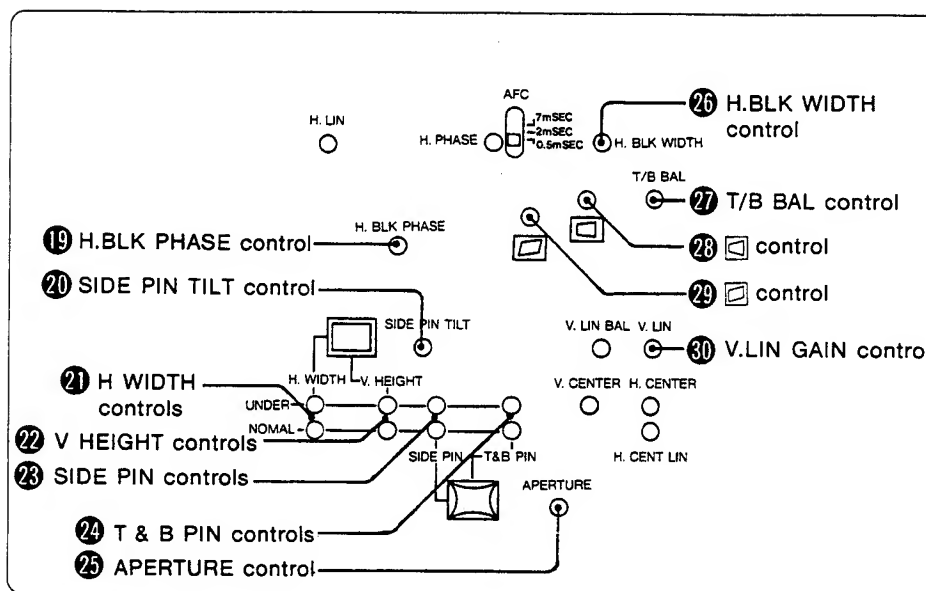 AFC
7mSEC
2mSEC
0.5mSEC
H. LIN
H. PHASE
H. BLK WIDTH
26 H.BLK WIDTH
control
T/B BAL
27 T/B BAL control
H. BLK PHASE
19 H.BLK PHASE control
28 control
20 SIDE PIN TILT control
29 control
SIDE PIN TILT
V. LIN BAL V. LIN
30 V.LIN GAIN contro
21 H WIDTH
controls
H. WIDTH V. HEIGHT
V. CENTER H. CENTER
UNDER
NOMAL
22 V HEIGHT controls
SIDE PIN T&B PIN
H. CENT LIN
23 SIDE PIN controls
APERTURE
24 T & B PIN controls
25 APERTURE control